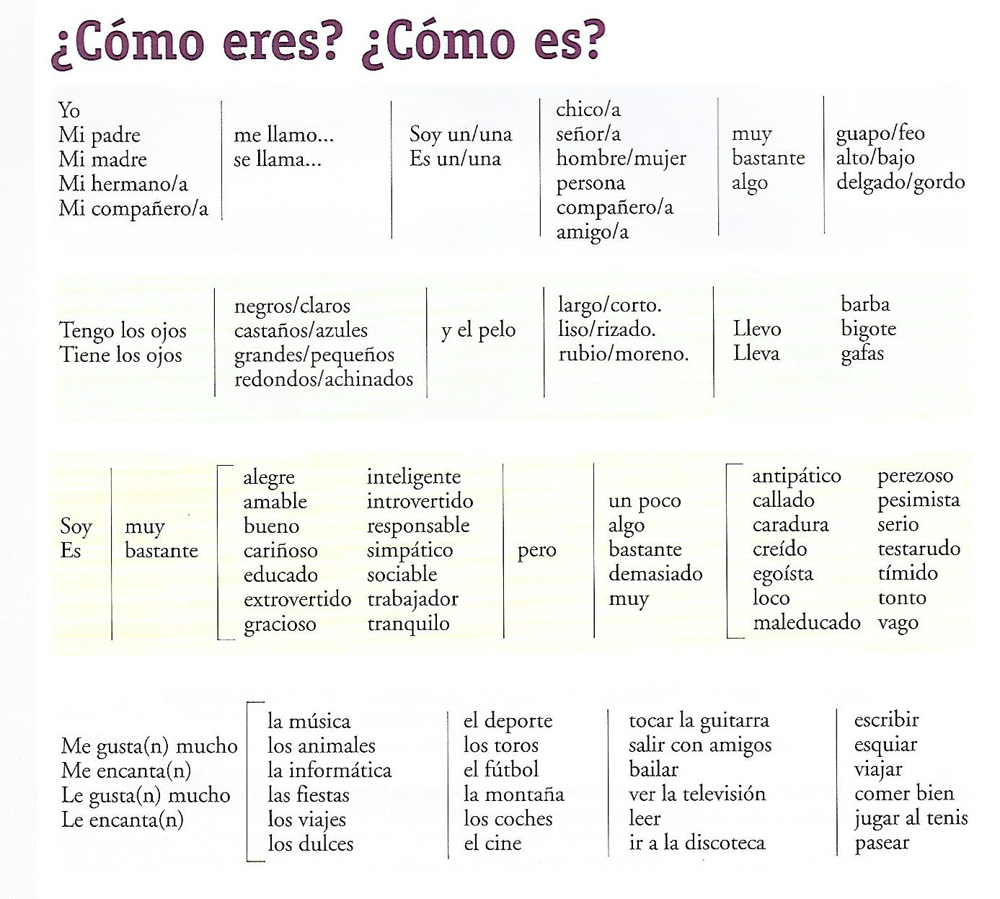 ¿Cómo eres? ¿Cómo es?
Yo
Mi padre
Mi madre
Mi hermano/a
Mi compañero/a
me llamo...
se llama...
Soy un/una
Es un/una
chico/a
señor/a
hombre/mujer
persona
compañero/a
amigo/a
muy
bastante
algo
guapo/feo
alto/bajo
delgado/gordo
Tengo los ojos
Tiene los ojos
negros/claros
castaños/azules
grandes/pequeños
redondos/achinados
y el pelo
largo/corto.
liso/rizado.
rubio/moreno.
Llevo
Lleva
barba
bigote
gafas
Soy
Es
muy
bastante
alegre
amable
bueno
cariñoso
educado
extrovertido
gracioso
inteligente
introvertido
responsable
simpático
sociable
trabajador
tranquilo
pero
un poco
algo
bastante
demasiado
muy
antipático
callado
caradura
creído
egoísta
loco
maleducado
perezoso
pesimista
serio
testarudo
tímido
tonto
vago
Me gusta(n) mucho
Me encanta(n)
Le gusta(n) mucho
Le encanta(n)
la música
los animales
la informática
las fiestas
los viajes
los dulces
el deporte
los toros
el fútbol
la montaña
los coches
el cine
tocar la guitarra
salir con amigos
bailar
ver la televisión
leer
ir a la discoteca
escribir
esquiar
viajar
comer bien
jugar al tenis
pasear